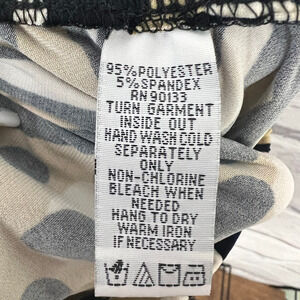 95% POLYESTER
5% SPANDEX
RN 90133
TURN GARMENT
INSIDE OUT
HAND WASH COLD
SEPARATELY
ONLY
NON-CHLORINE
BLEACH WHEN
NEEDED
HANG TO DRY
WARM IRON
IF NECESSARY